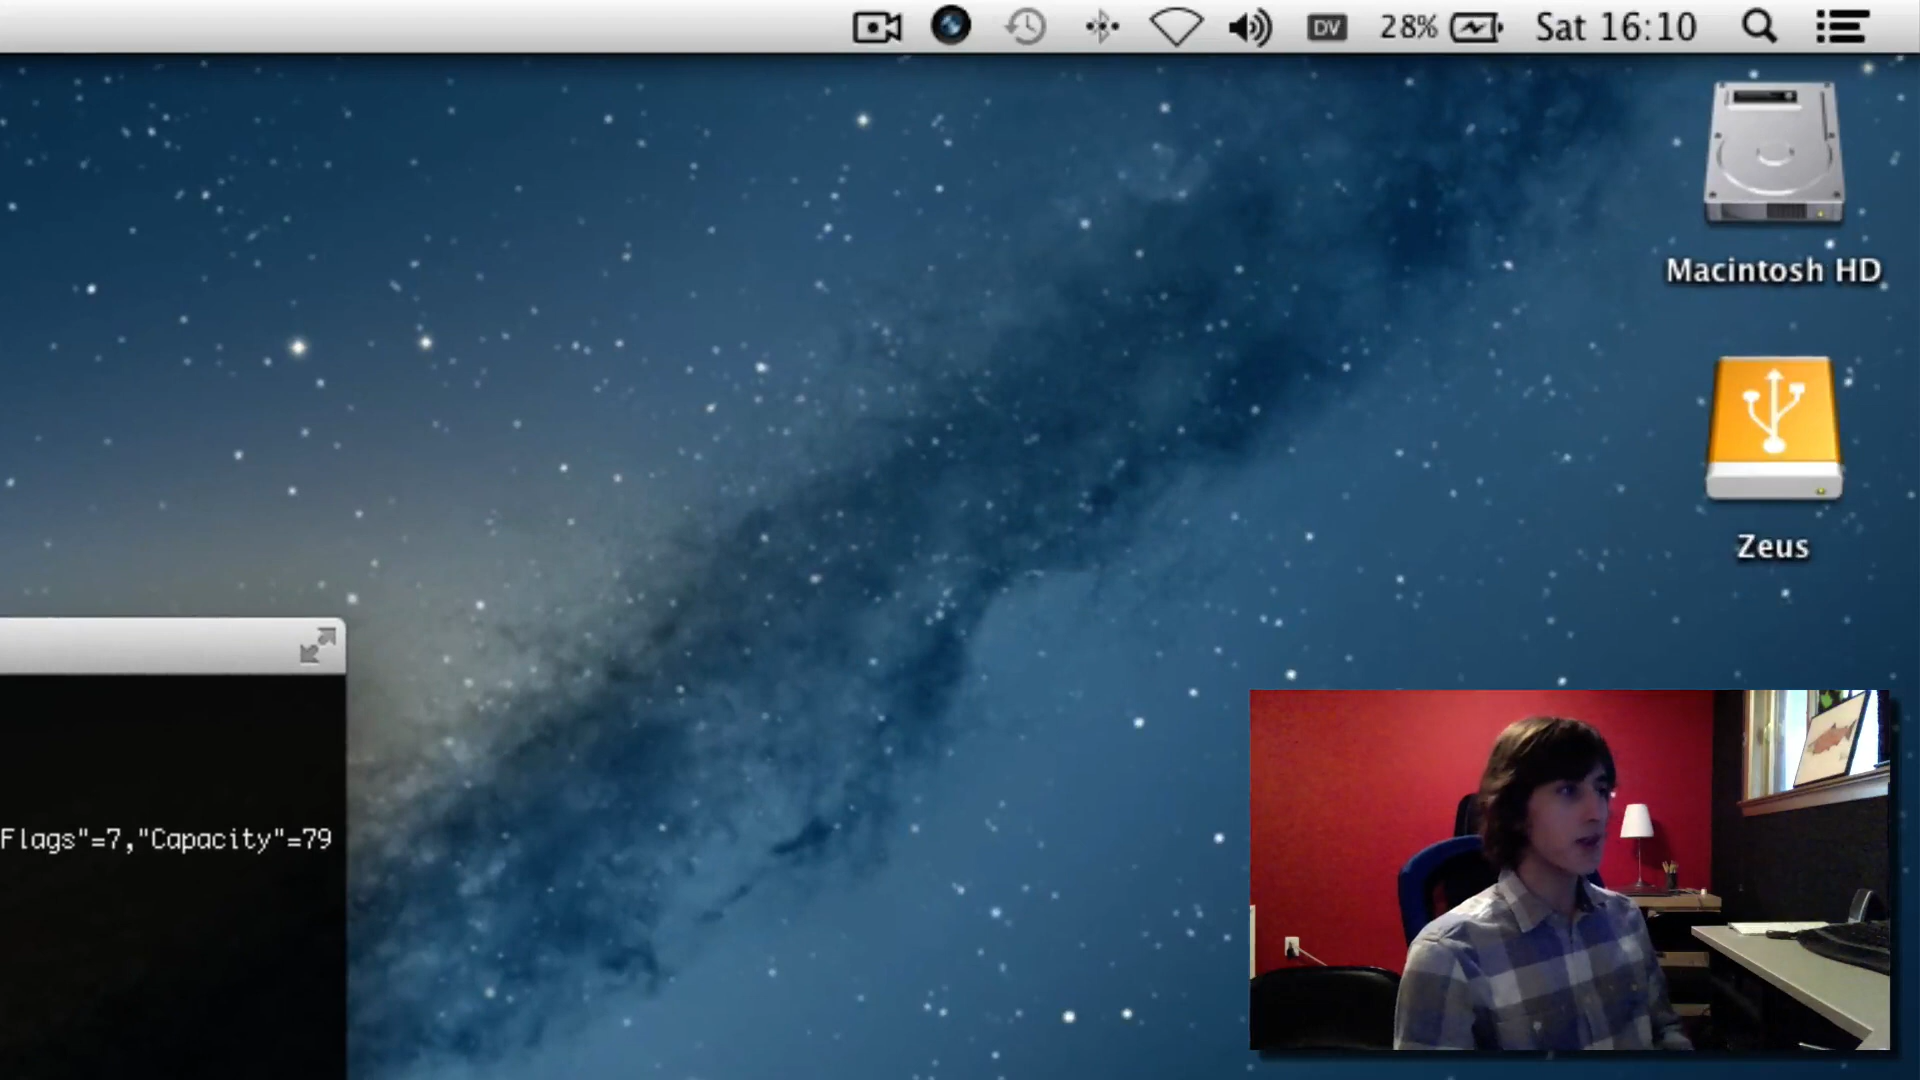 DV 28% Sat 16:10
Macintosh HD
Zeus
Flags"=7,"Capacity"=79